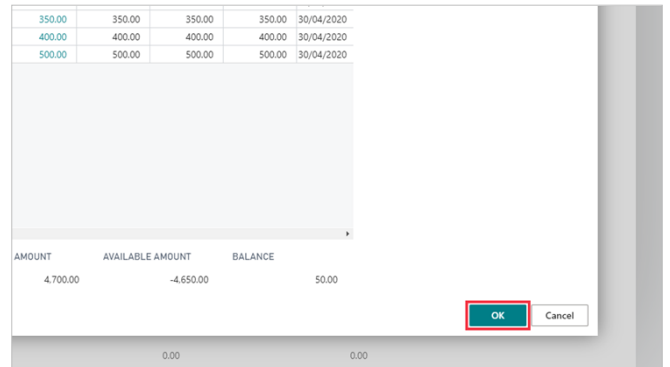 350.00 350.00 350.00 350.00 30/04/2020
400.00 400.00 400.00 400.00 30/04/2020
500.00 500.00 500.00 500.00 30/04/2020
AMOUNT AVAILABLE AMOUNT BALANCE
4.700.00 -4.650.00 50.00
OK Cancel
0.00 0.00